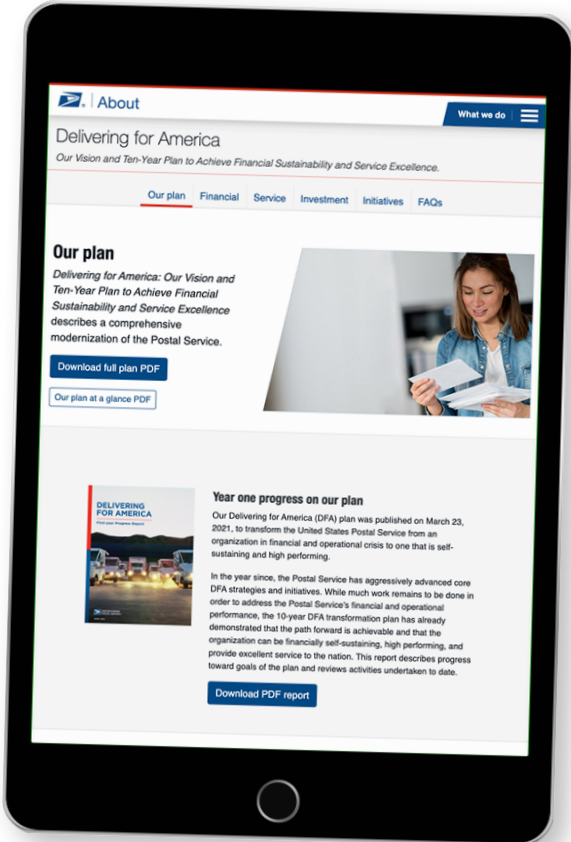 About
What we do
Delivering for America
Our Vision and Ten-Year Plan to Achieve Financial Sustainability and Service Excellence.
Our plan Financial Service Investment Initiatives FAQs
Our plan
Delivering for America: Our Vision and
Ten-Year Plan to Achieve Financial
Sustainability and Service Excellence
describes a comprehensive
modernization of the Postal Service.
Download full plan PDF
Our plan at a glance PDF
DELIVERING
FOR AMERICA
Year one progress on our plan
Our Delivering for America (DFA) plan was published on March 23,
2021, to transform the United States Postal Service from an
organization in financial and operational crisis to one that is self-
sustaining and high performing.
In the year since, the Postal Service has aggressively advanced core
DFA strategies and initiatives. While much work remains to be done in
order to address the Postal Service's financial and operational
performance, the 10-year DFA transformation plan has already
demonstrated that the path forward is achievable and that the
organization can be financially self-sustaining, high performing, and
provide excellent service to the nation. This report describes progress
toward goals of the plan and reviews activities undertaken to date.
Download PDF report